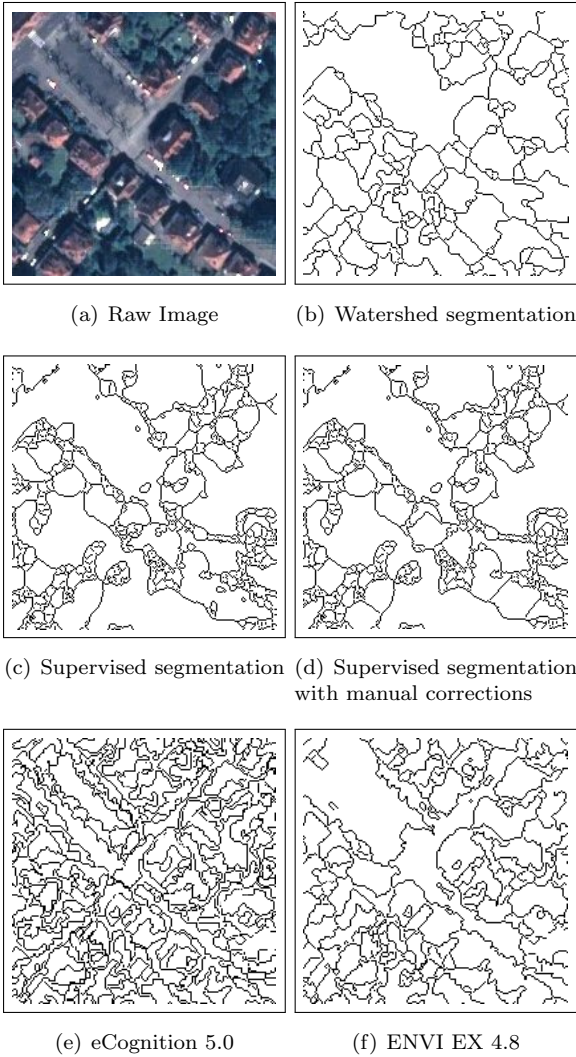 (a) Raw Image
(b) Watershed segmentation
(c) Supervised segmentation
(d) Supervised segmentation
with manual corrections
(e) eCognition 5.0
(f) ENVI EX 4.8